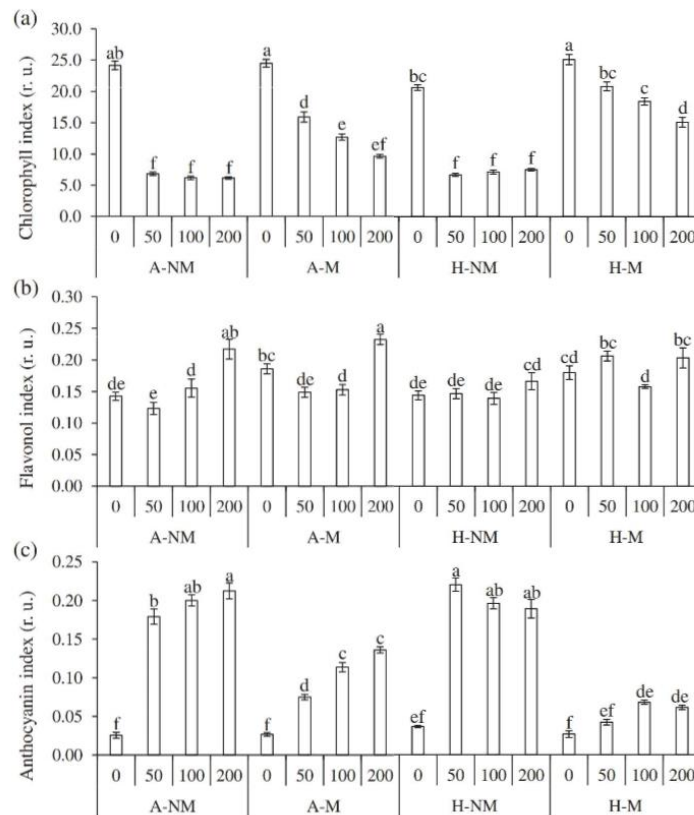 (a)
Chlorophyll index (r. u.)
30.0
25.0
20.0
15.0
10.0
5.0
0.0
ab f f f a d e ef bc f f f a b c d
0 50 100 200 0 50 100 200 0 50 100 200 0 50 100 200
A-NM A-M H-NM H-M
(b)
Flavonol index (r. u.)
0.30
0.25
0.20
0.15
0.10
0.05
0.00
de e d ab bc de d a de de de cd cd bc d bc
0 50 100 200 0 50 100 200 0 50 100 200 0 50 100 200
A-NM A-M H-NM H-M
(c)
Anthocyanin index (r. u.)
0.25
0.20
0.15
0.10
0.05
0.00
f b ab a f d c c ef a ab ab f ef de de
0 50 100 200 0 50 100 200 0 50 100 200 0 50 100 200
A-NM A-M H-NM H-M